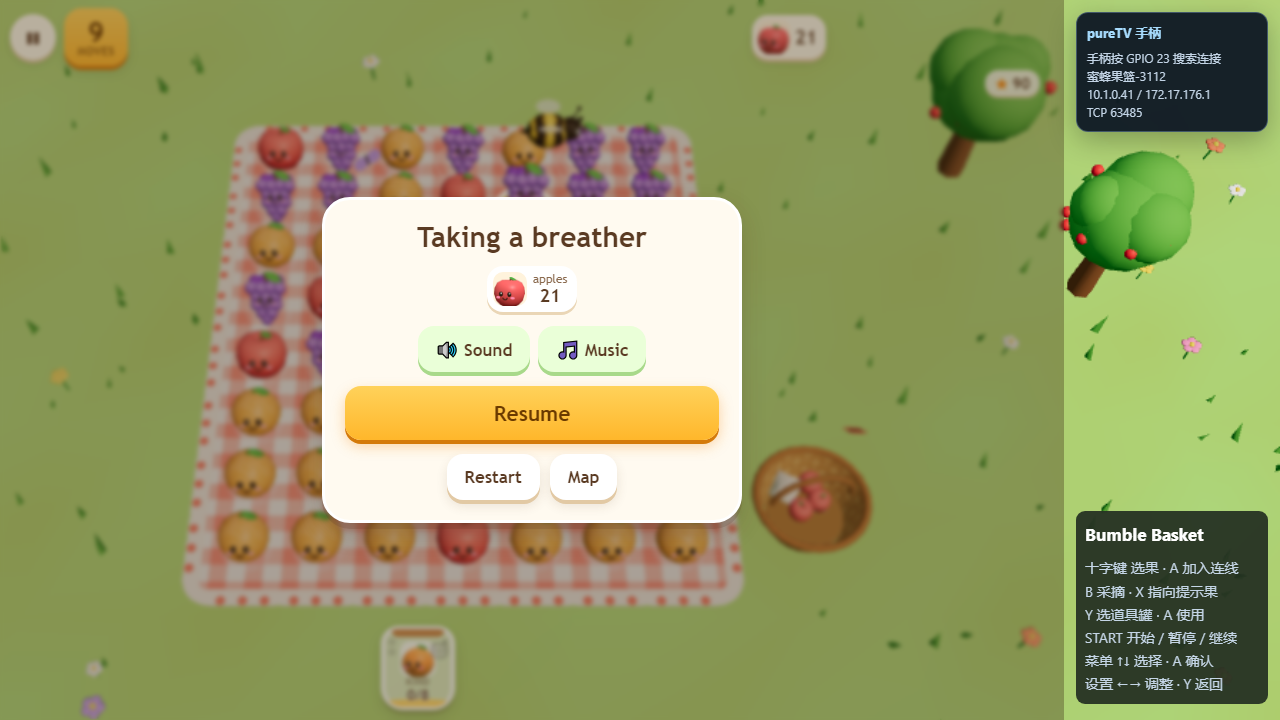 9
moves
21
90
Taking a breather
apples
21
Sound
Music
Resume
Restart
Map
0/8
pureTV 手柄
手柄按 GPIO 23 搜索连接
蜜蜂果篮-3112
10.1.0.41 / 172.17.176.1
TCP 63485
Bumble Basket
十字键 选果 · A 加入连线
B 采摘 · X 指向提示果
Y 选道具罐 · A 使用
START 开始 / 暂停 / 继续
菜单 ↑↓ 选择 · A 确认
设置 ←→ 调整 · Y 返回